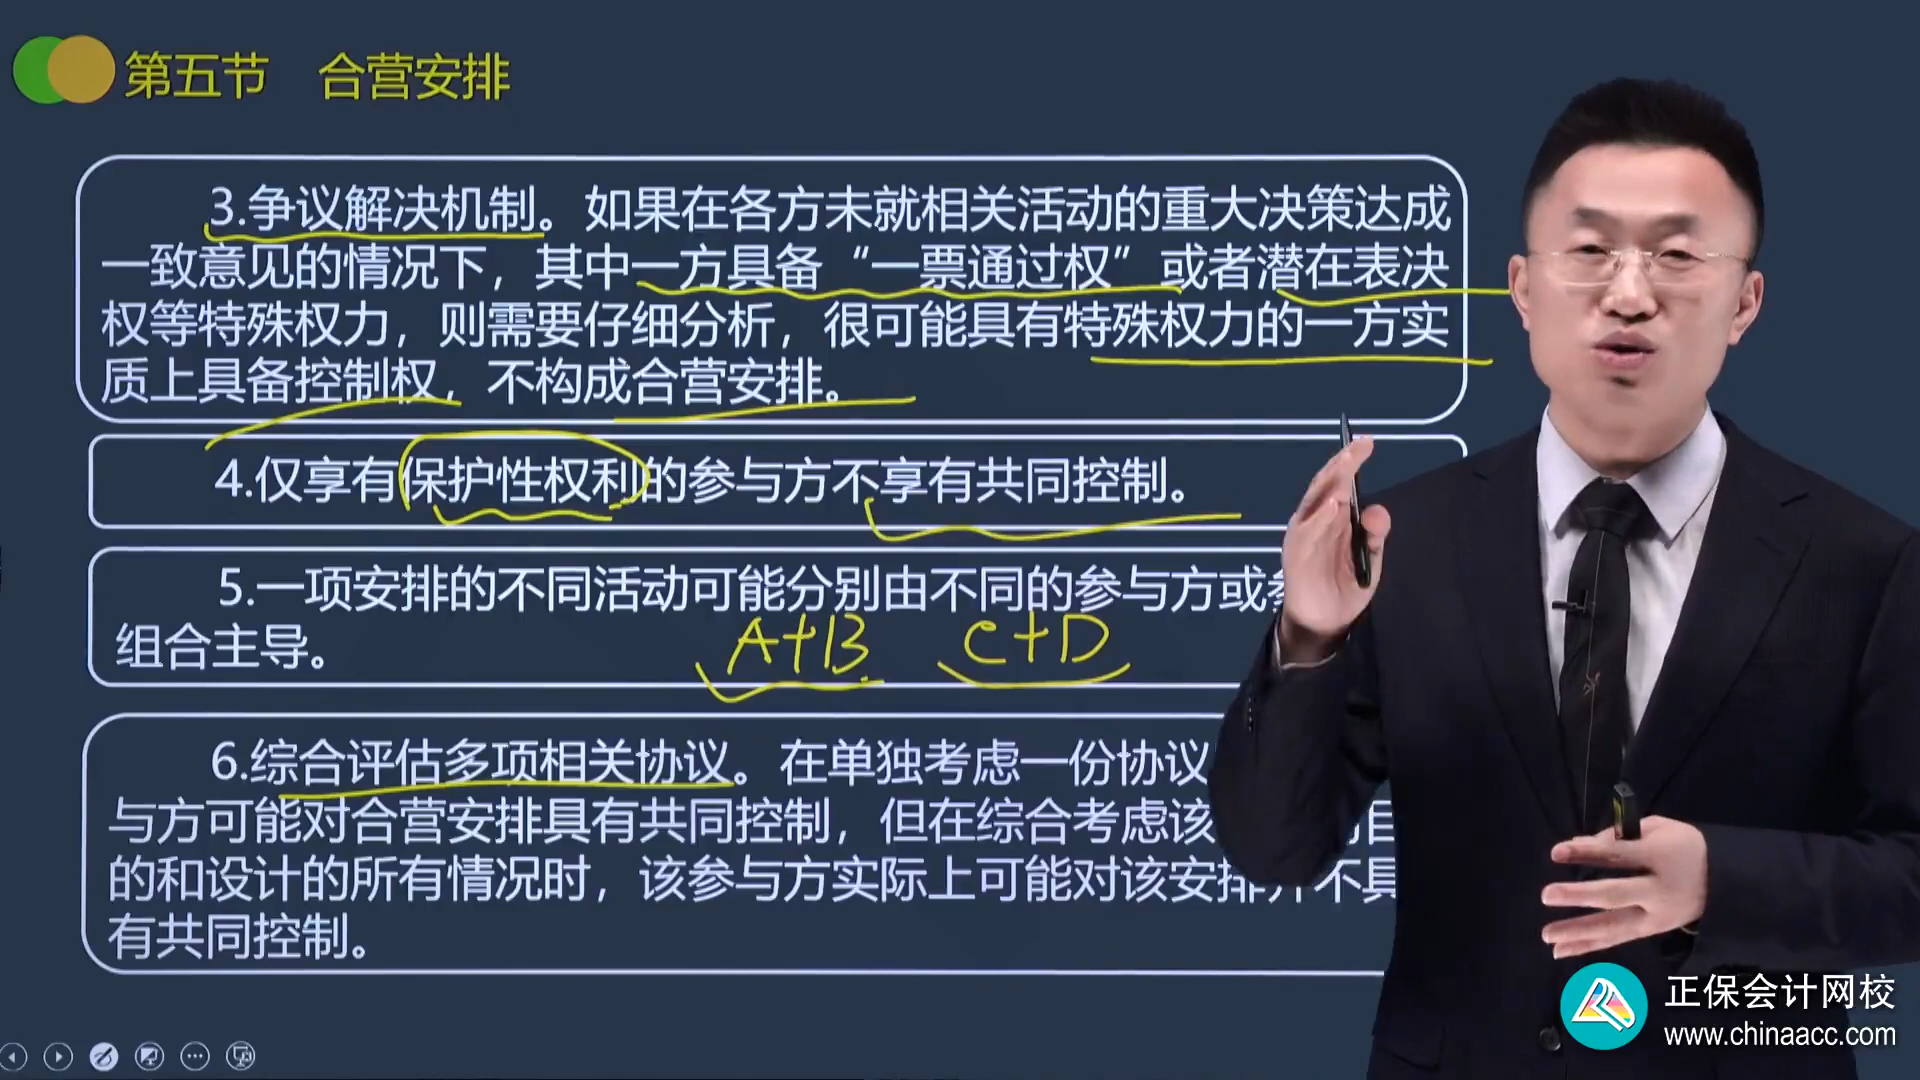 第五节 合营安排
3.争议解决机制。如果在各方未就相关活动的重大决策达成
一致意见的情况下，其中一方具备“一票通过权”或者潜在表决
权等特殊权力，则需要仔细分析，很可能具有特殊权力的一方实
质上具备控制权，不构成合营安排。
4.仅享有保护性权利的参与方不享有共同控制。
5.一项安排的不同活动可能分别由不同的参与方或
组合主导。
A+B C+D
6.综合评估多项相关协议。在单独考虑一份协议
与方可能对合营安排具有共同控制，但在综合考虑该
的和设计的所有情况时，该参与方实际上可能对该安排并不具
有共同控制。
正保会计网校
www.chinaacc.com